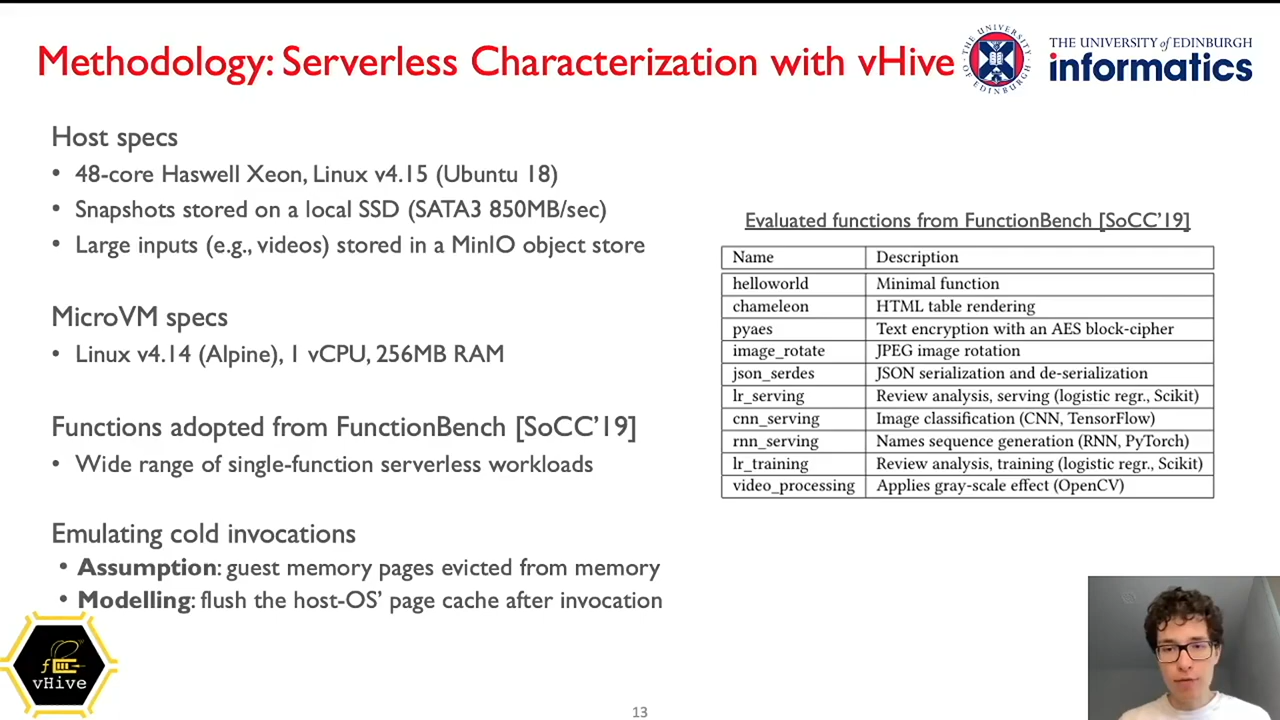 Methodology: Serverless Characterization with vHive
THE UNIVERSITY of EDINBURGH
informatics
THE UNIVERSITY OF EDINBURGH
Host specs
• 48-core Haswell Xeon, Linux v4.15 (Ubuntu 18)
• Snapshots stored on a local SSD (SATA3 850MB/sec)
• Large inputs (e.g., videos) stored in a MinIO object store
MicroVM specs
• Linux v4.14 (Alpine), 1 vCPU, 256MB RAM
Functions adopted from FunctionBench [SoCC’19]
• Wide range of single-function serverless workloads
Emulating cold invocations
• Assumption: guest memory pages evicted from memory
• Modelling: flush the host-OS’ page cache after invocation
Evaluated functions from FunctionBench [SoCC’19]
Name Description
helloworld Minimal function
chameleon HTML table rendering
pyaes Text encryption with an AES block-cipher
image_rotate JPEG image rotation
json_serdes JSON serialization and de-serialization
lr_serving Review analysis, serving (logistic regr., Scikit)
cnn_serving Image classification (CNN, TensorFlow)
rnn_serving Names sequence generation (RNN, PyTorch)
lr_training Review analysis, training (logistic regr., Scikit)
video_processing Applies gray-scale effect (OpenCV)
vHive
13